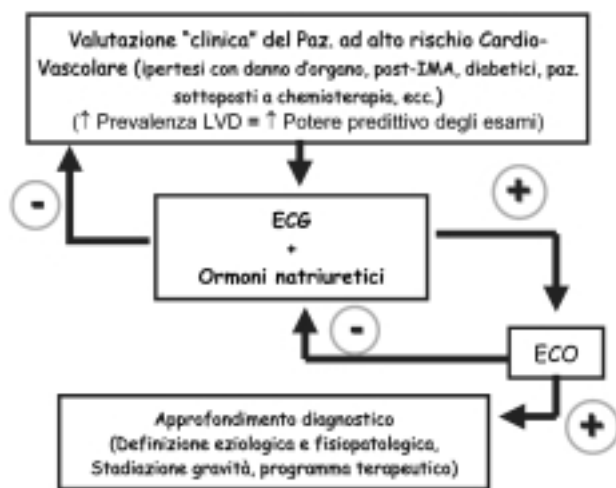 Valutazione "clinica" del Paz. ad alto rischio Cardio-
Vascolare (ipertesi con danno d'organo, post-IMA, diabetici, paz.
sottoposti a chemioterapia, ecc.)
(↑ Prevalenza LVD = ↑ Potere predittivo degli esami)
-
+
ECG
+
Ormoni natriuretici
-
ECO
+
Approfondimento diagnostico
(Definizione eziologica e fisiopatologica,
Stadiazione gravità, programma terapeutico)